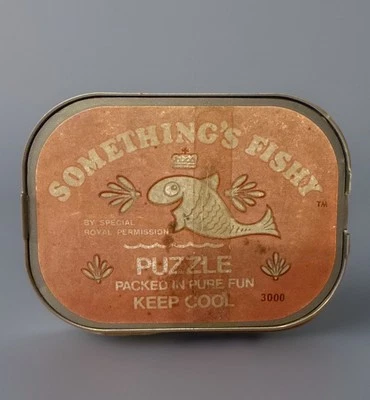 SOMETHING'S FISHY
TM
BY SPECIAL
ROYAL PERMISSION
PUZZLE
PACKED IN PURE FUN
KEEP COOL
3000